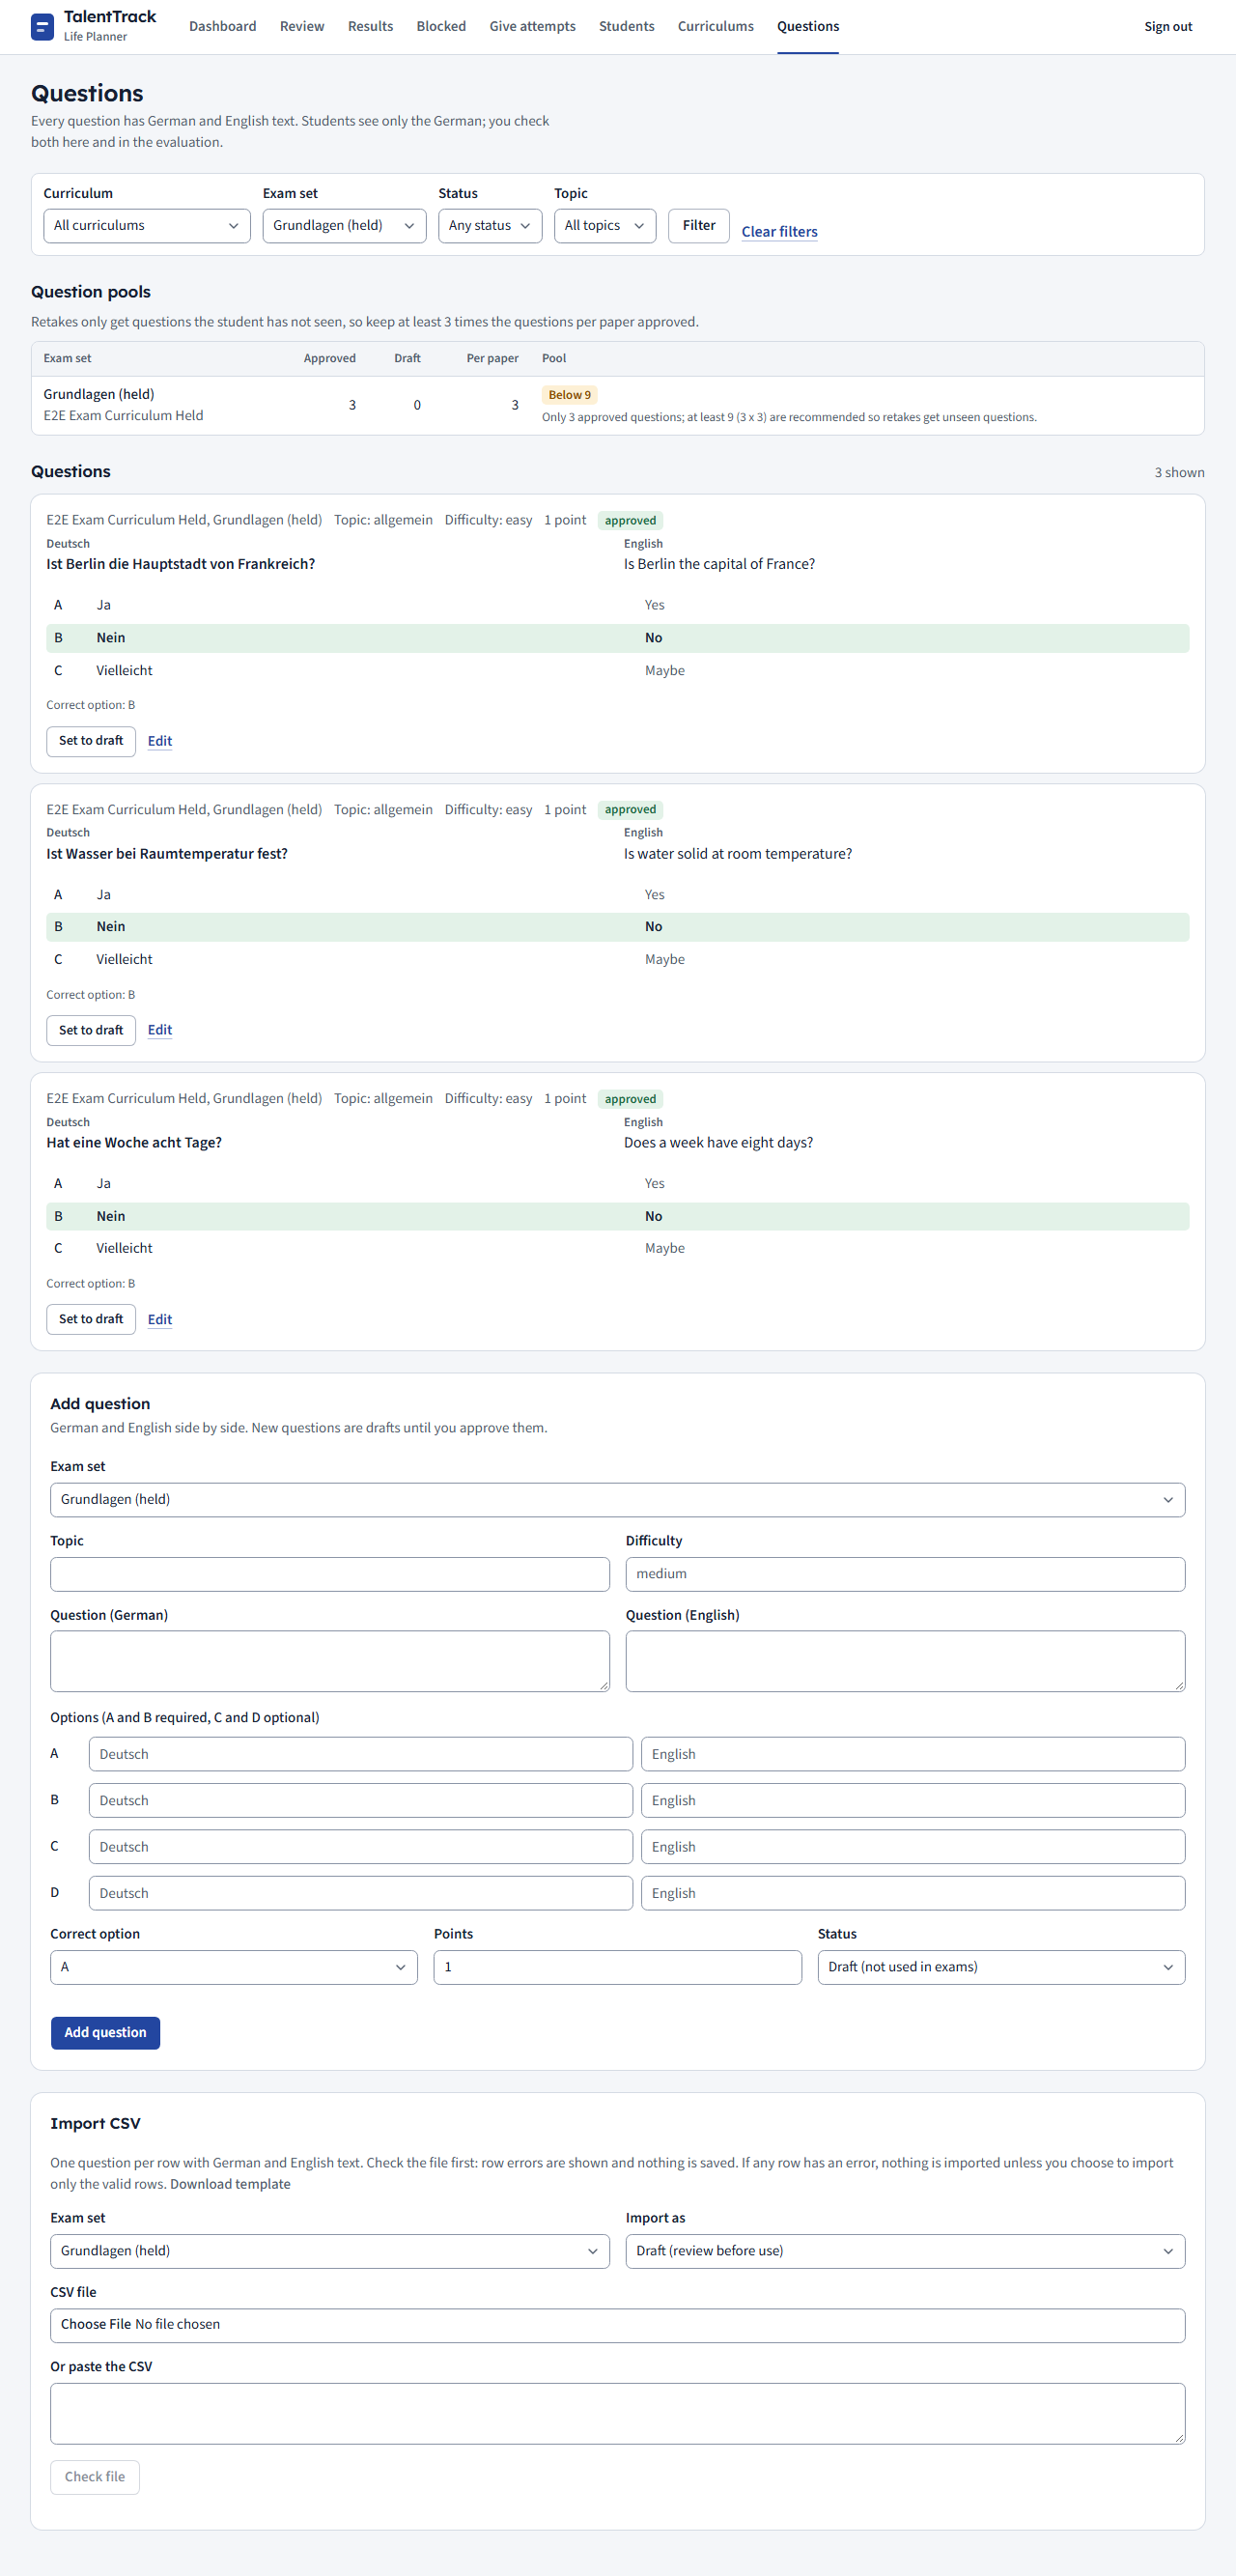 TalentTrack
Life Planner
Dashboard Review Results Blocked Give attempts Students Curriculums Questions Sign out
Questions
Every question has German and English text. Students see only the German; you check
both here and in the evaluation.
Curriculum Exam set Status Topic
All curriculums Grundlagen (held) Any status All topics Filter Clear filters
Question pools
Retakes only get questions the student has not seen, so keep at least 3 times the questions per paper approved.
Exam set Approved Draft Per paper Pool
Grundlagen (held) 3 0 3 Below 9
E2E Exam Curriculum Held Only 3 approved questions; at least 9 (3 x 3) are recommended so retakes get unseen questions.
Questions 3 shown
E2E Exam Curriculum Held, Grundlagen (held) Topic: allgemein Difficulty: easy 1 point approved
Deutsch English
Ist Berlin die Hauptstadt von Frankreich? Is Berlin the capital of France?
A Ja Yes
B Nein No
C Vielleicht Maybe
Correct option: B
Set to draft Edit
E2E Exam Curriculum Held, Grundlagen (held) Topic: allgemein Difficulty: easy 1 point approved
Deutsch English
Ist Wasser bei Raumtemperatur fest? Is water solid at room temperature?
A Ja Yes
B Nein No
C Vielleicht Maybe
Correct option: B
Set to draft Edit
E2E Exam Curriculum Held, Grundlagen (held) Topic: allgemein Difficulty: easy 1 point approved
Deutsch English
Hat eine Woche acht Tage? Does a week have eight days?
A Ja Yes
B Nein No
C Vielleicht Maybe
Correct option: B
Set to draft Edit
Add question
German and English side by side. New questions are drafts until you approve them.
Exam set
Grundlagen (held)
Topic Difficulty
medium
Question (German) Question (English)
Options (A and B required, C and D optional)
A Deutsch English
B Deutsch English
C Deutsch English
D Deutsch English
Correct option Points Status
A 1 Draft (not used in exams)
Add question
Import CSV
One question per row with German and English text. Check the file first: row errors are shown and nothing is saved. If any row has an error, nothing is imported unless you choose to import
only the valid rows. Download template
Exam set Import as
Grundlagen (held) Draft (review before use)
CSV file
Choose File No file chosen
Or paste the CSV
Check file